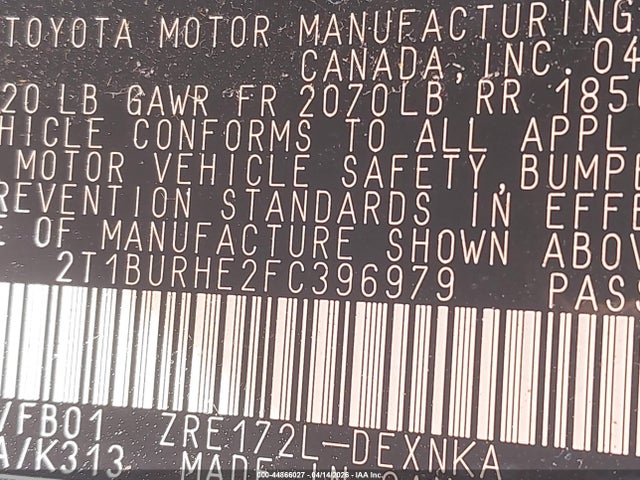 TOYOTA MOTOR MANUFACTURING
CANADA, INC. 04
20 LB GAWR FR 2070LB RR 185
HICLE CONFORMS TO ALL APPL
MOTOR VEHICLE SAFETY, BUMPE
REVENTION STANDARDS IN EFFE
E OF MANUFACTURE SHOWN ABOV
2T1BURHE2FC396979 PASS
/FB01 ZRE172L-DEXNKA
A/K313 MADE IN
000-44866027 - 04/14/2026 - IAA Inc.